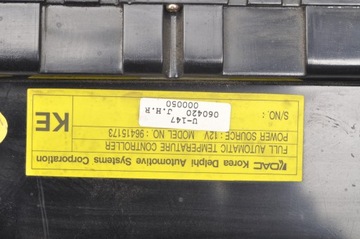 KDAC Korea Delphi Automotive Systems Corporation
FULL AUTOMATIC TEMPERATURE CONTROLLER
POWER SOURCE : 12V MODEL NO : 96415173
S/NO. :
KE
U-147
060420 J.H.R
000050